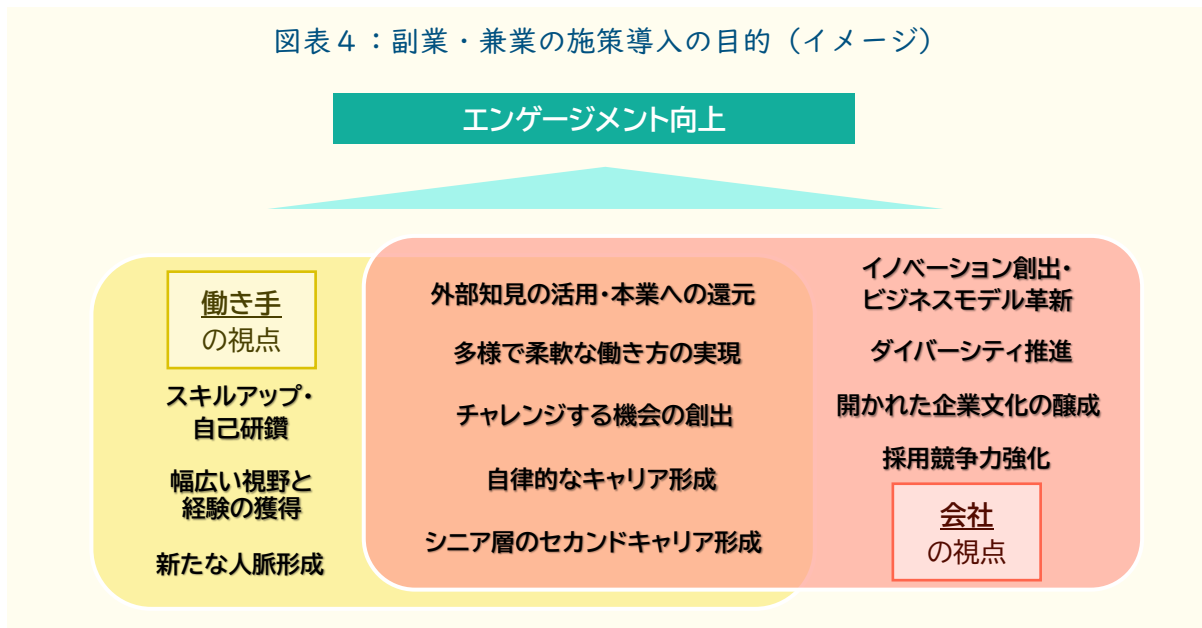 図表4：副業・兼業の施策導入の目的（イメージ）
エンゲージメント向上
働き手
の視点
スキルアップ・
自己研鑽
幅広い視野と
経験の獲得
新たな人脈形成
外部知見の活用・本業への還元
多様で柔軟な働き方の実現
チャレンジする機会の創出
自律的なキャリア形成
シニア層のセカンドキャリア形成
イノベーション創出・
ビジネスモデル革新
ダイバーシティ推進
開かれた企業文化の醸成
採用競争力強化
会社
の視点